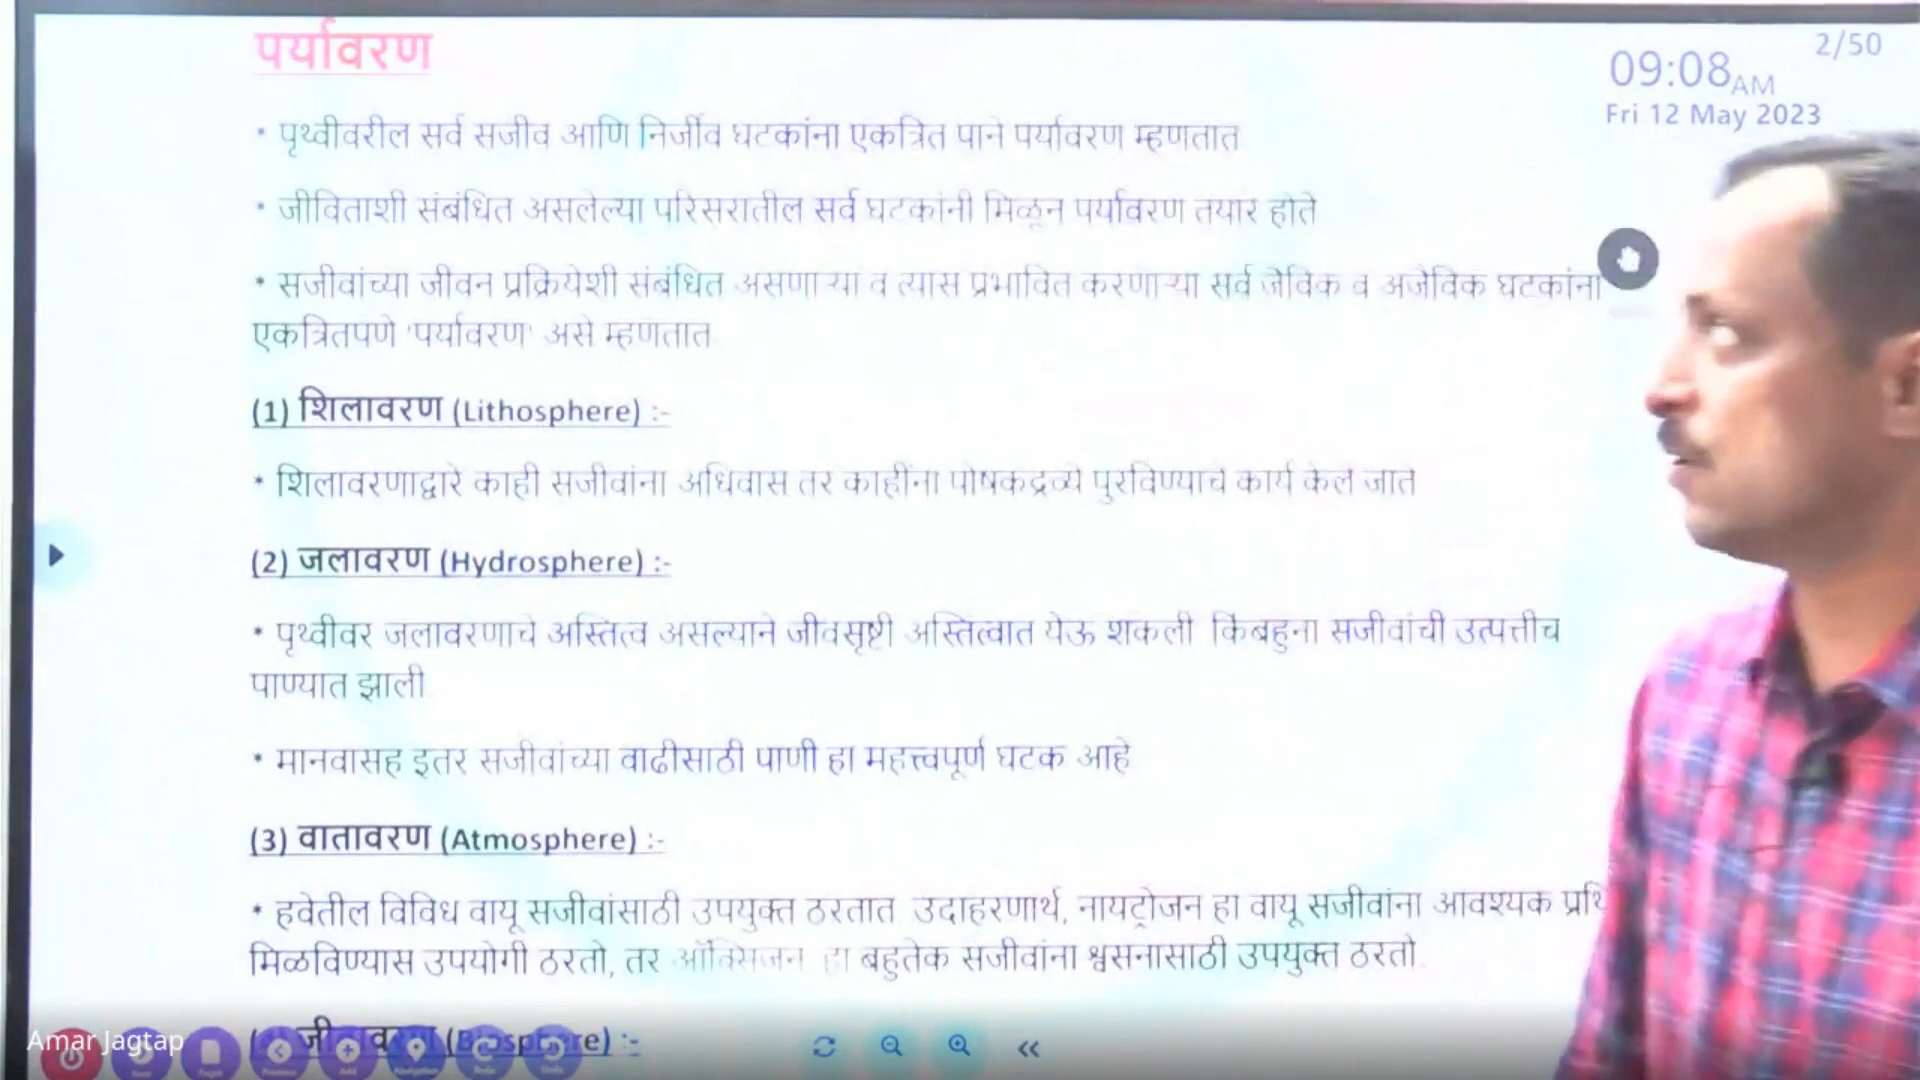 पर्यावरण
2/50
09:08 AM
Fri 12 May 2023
* पृथ्वीवरील सर्व सजीव आणि निर्जीव घटकांना एकत्रित पाने पर्यावरण म्हणतात
* जीविताशी संबंधित असलेल्या परिसरातील सर्व घटकांनी मिळून पर्यावरण तयार होते
* सजीवांच्या जीवन प्रक्रियेशी संबंधित असणाऱ्या व त्यास प्रभावित करणाऱ्या सर्व जैविक व अजैविक घटकांना
एकत्रितपणे 'पर्यावरण' असे म्हणतात
(1) शिलावरण (Lithosphere) :-
* शिलावरणाद्वारे काही सजीवांना अधिवास तर काहींना पोषकद्रव्ये पुरविण्याचे कार्य केले जाते
(2) जलावरण (Hydrosphere) :-
* पृथ्वीवर जलावरणाचे अस्तित्व असल्याने जीवसृष्टी अस्तित्वात येऊ शकली किंबहुना सजीवांची उत्पत्तीच
पाण्यात झाली
* मानवासह इतर सजीवांच्या वाढीसाठी पाणी हा महत्त्वपूर्ण घटक आहे
(3) वातावरण (Atmosphere) :-
* हवेतील विविध वायू सजीवांसाठी उपयुक्त ठरतात उदाहरणार्थ, नायट्रोजन हा वायू सजीवांना आवश्यक प्रथि
मिळविण्यास उपयोगी ठरतो, तर ऑक्सिजन हा बहुतेक सजीवांना श्वसनासाठी उपयुक्त ठरतो.
जीवावरण (Biosphere) :-
Amar Jagtap